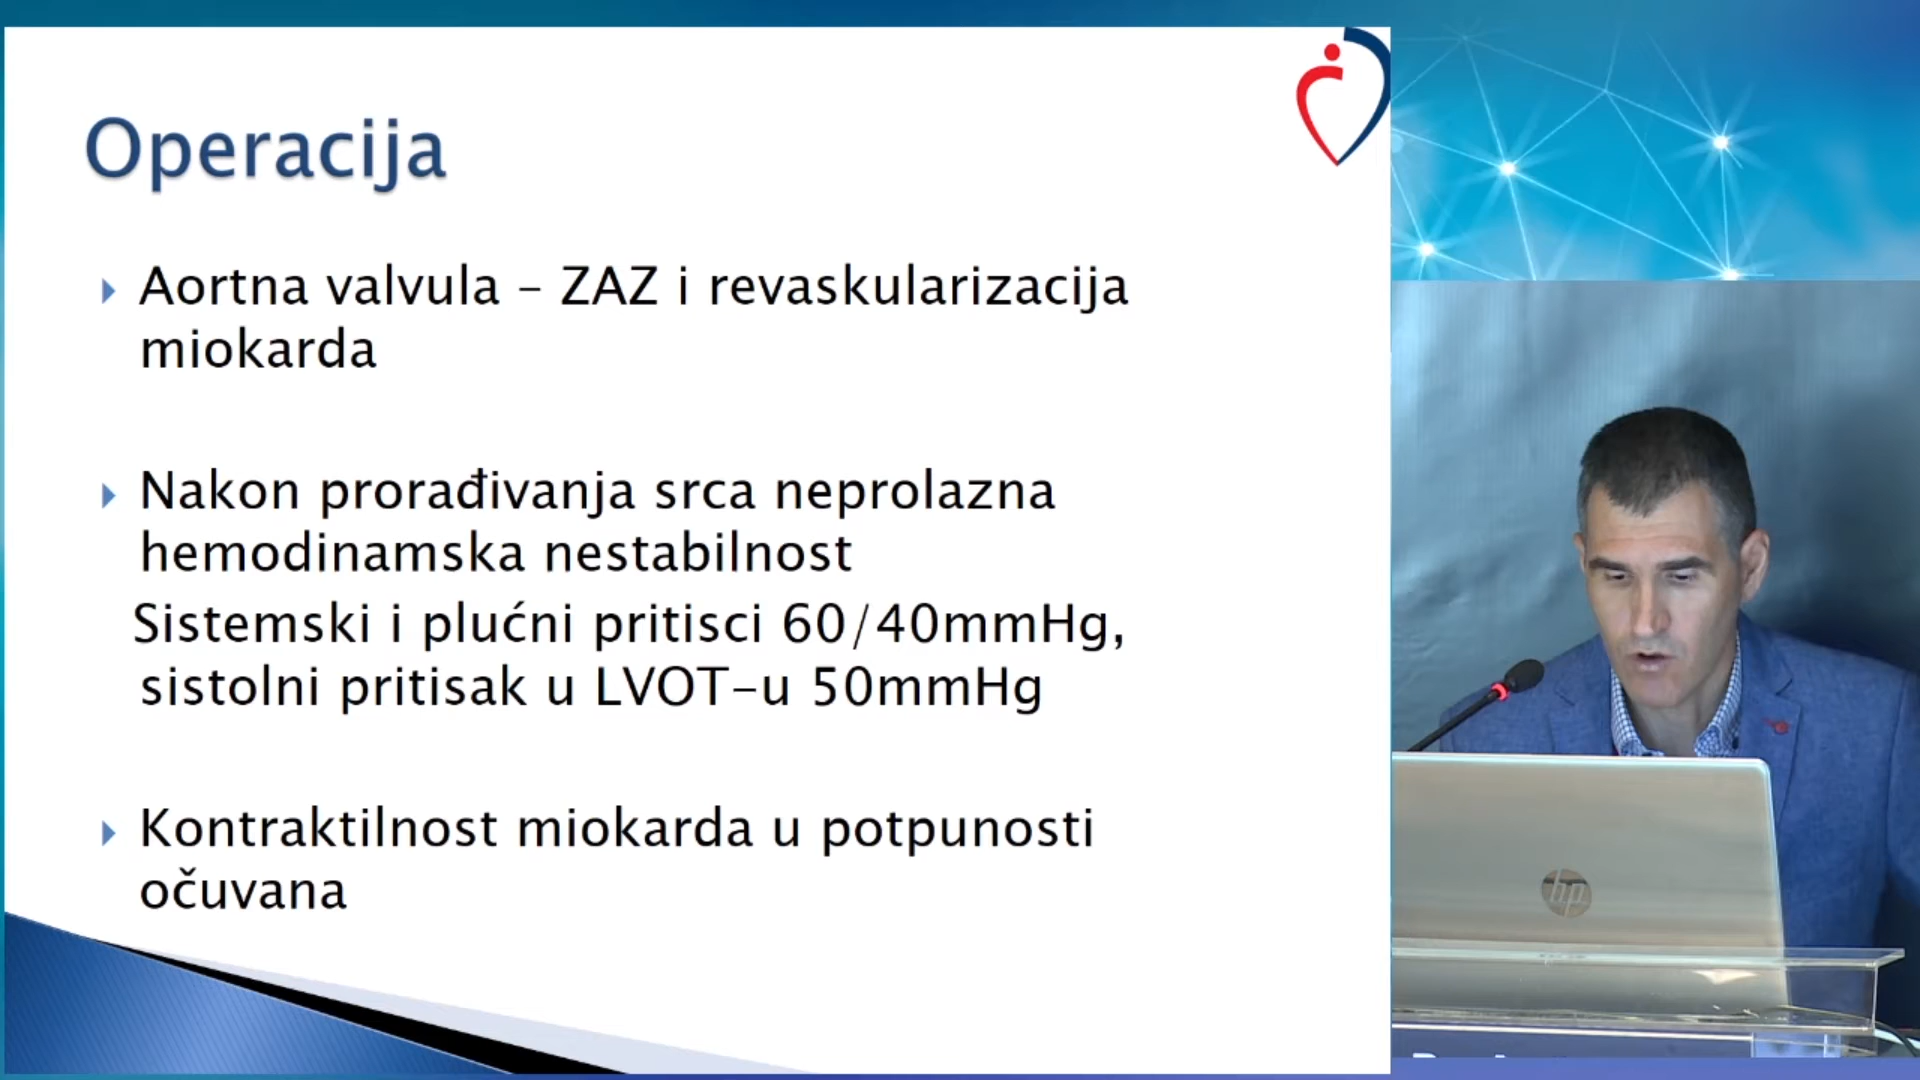 Operacija
Aortna valvula – ZAZ i revaskularizacija
miokarda
Nakon prorađivanja srca neprolazna
hemodinamska nestabilnost
Sistemski i plućni pritisci 60/40mmHg,
sistolni pritisak u LVOT-u 50mmHg
Kontraktilnost miokarda u potpunosti
očuvana
hp